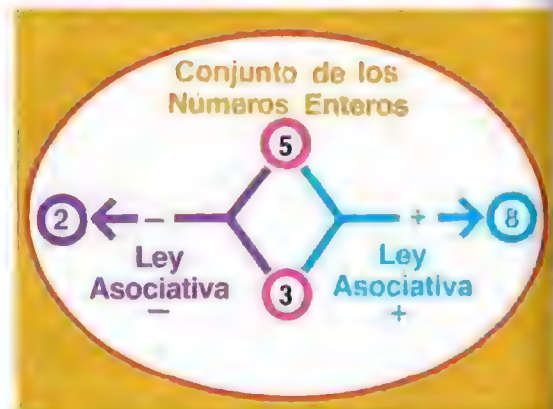 Conjunto de los
Números Enteros
5
2 − + 8
Ley
Asociativa
−
Ley
Asociativa
+
3